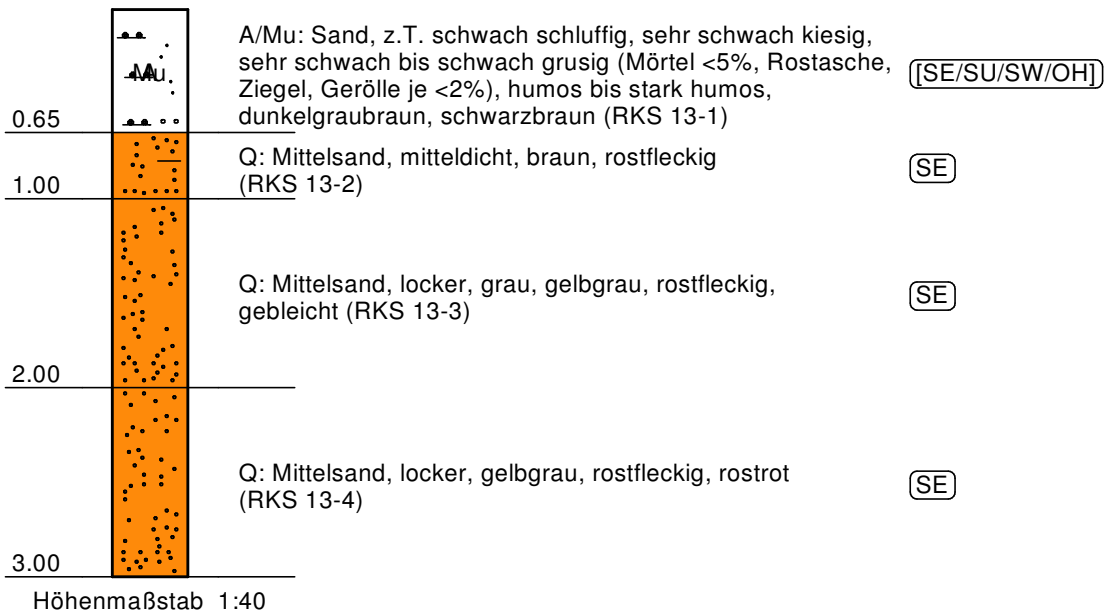 A/Mu: Sand, z.T. schwach schluffig, sehr schwach kiesig,
sehr schwach bis schwach grusig (Mörtel <5%, Rostasche,
Ziegel, Gerölle je <2%), humos bis stark humos,
dunkelgraubraun, schwarzbraun (RKS 13-1)
[SE/SU/SW/OH]
Mu
A
0.65
Q: Mittelsand, mitteldicht, braun, rostfleckig
(RKS 13-2)
SE
1.00
Q: Mittelsand, locker, grau, gelbgrau, rostfleckig,
gebleicht (RKS 13-3)
SE
2.00
Q: Mittelsand, locker, gelbgrau, rostfleckig, rostrot
(RKS 13-4)
SE
3.00
Höhenmaßstab 1:40